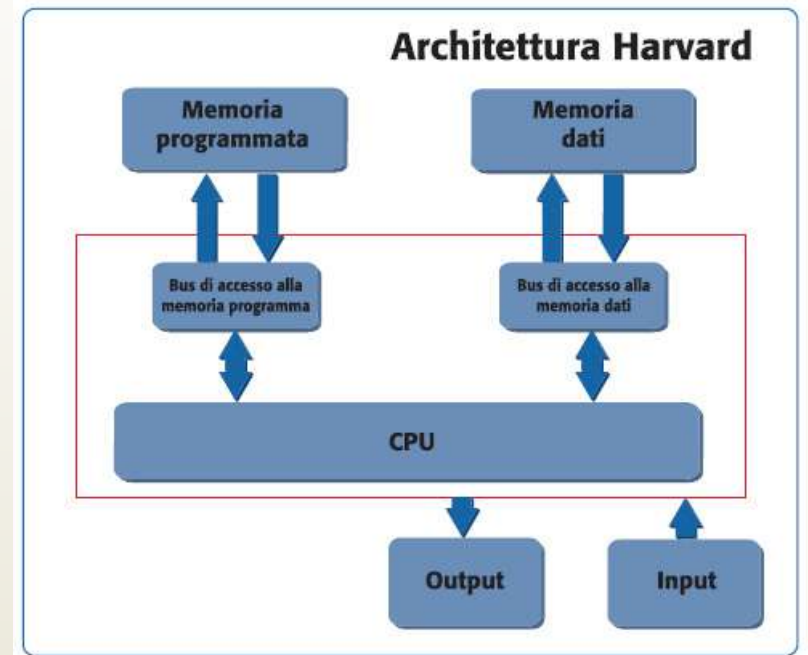 Architettura Harvard
Memoria
programmata
Memoria
dati
Bus di accesso alla
memoria programma
Bus di accesso alla
memoria dati
CPU
Output
Input